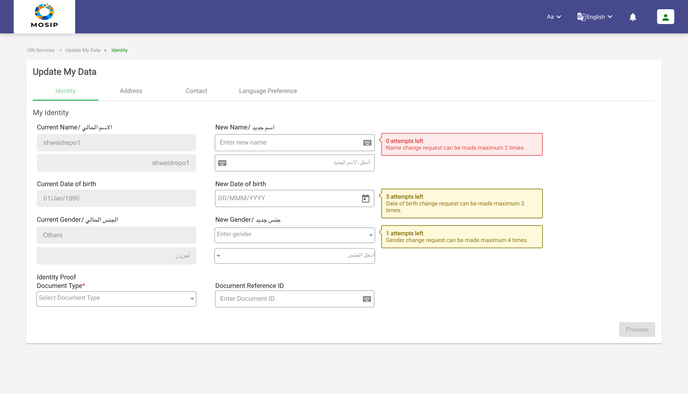 MOSIP
Aa
English
UIN Services > Update My Data > Identity
Update My Data
Identity
Address
Contact
Language Preference
My Identity
Current Name/ الاسم الحالي
New Name/ اسم جديد
shweidrepo1
Enter new name
0 attempts left
Name change request can be made maximum 2 times.
shweidrepo1
أدخل الاسم الجديد
Current Date of birth
New Date of birth
01/Jan/1990
DD/MMM/YYYY
3 attempts left
Date of birth change request can be made maximum 3
times.
Current Gender/ الجنس الحالي
New Gender/ جنس جديد
Others
Enter gender
1 attempts left
Gender change request can be made maximum 4 times.
آخرون
أدخل الجنس
Identity Proof
Document Type*
Document Reference ID
Select Document Type
Enter Document ID
Preview